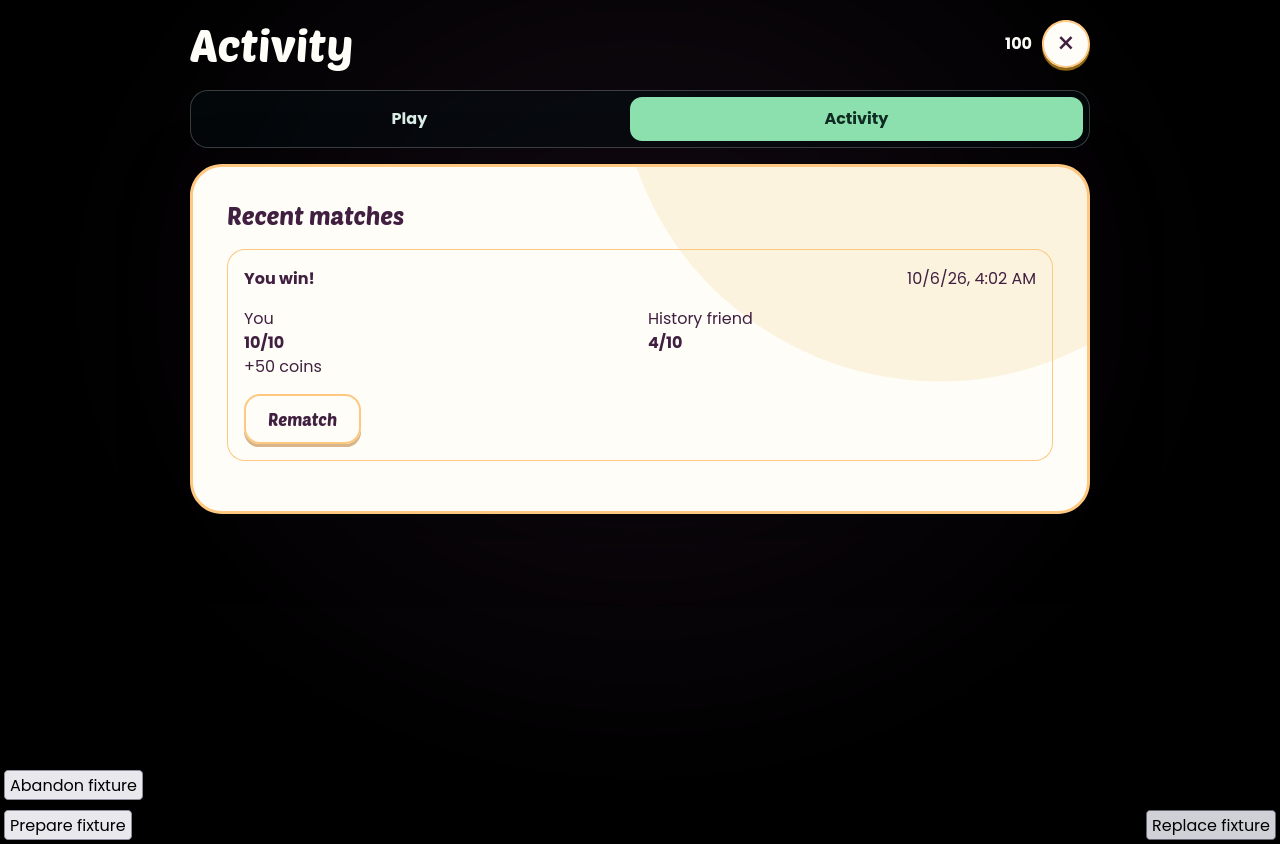 Activity
100 ×
Play
Activity
Recent matches
You win!
10/6/26, 4:02 AM
You
History friend
10/10
4/10
+50 coins
Rematch
Abandon fixture
Prepare fixture
Replace fixture